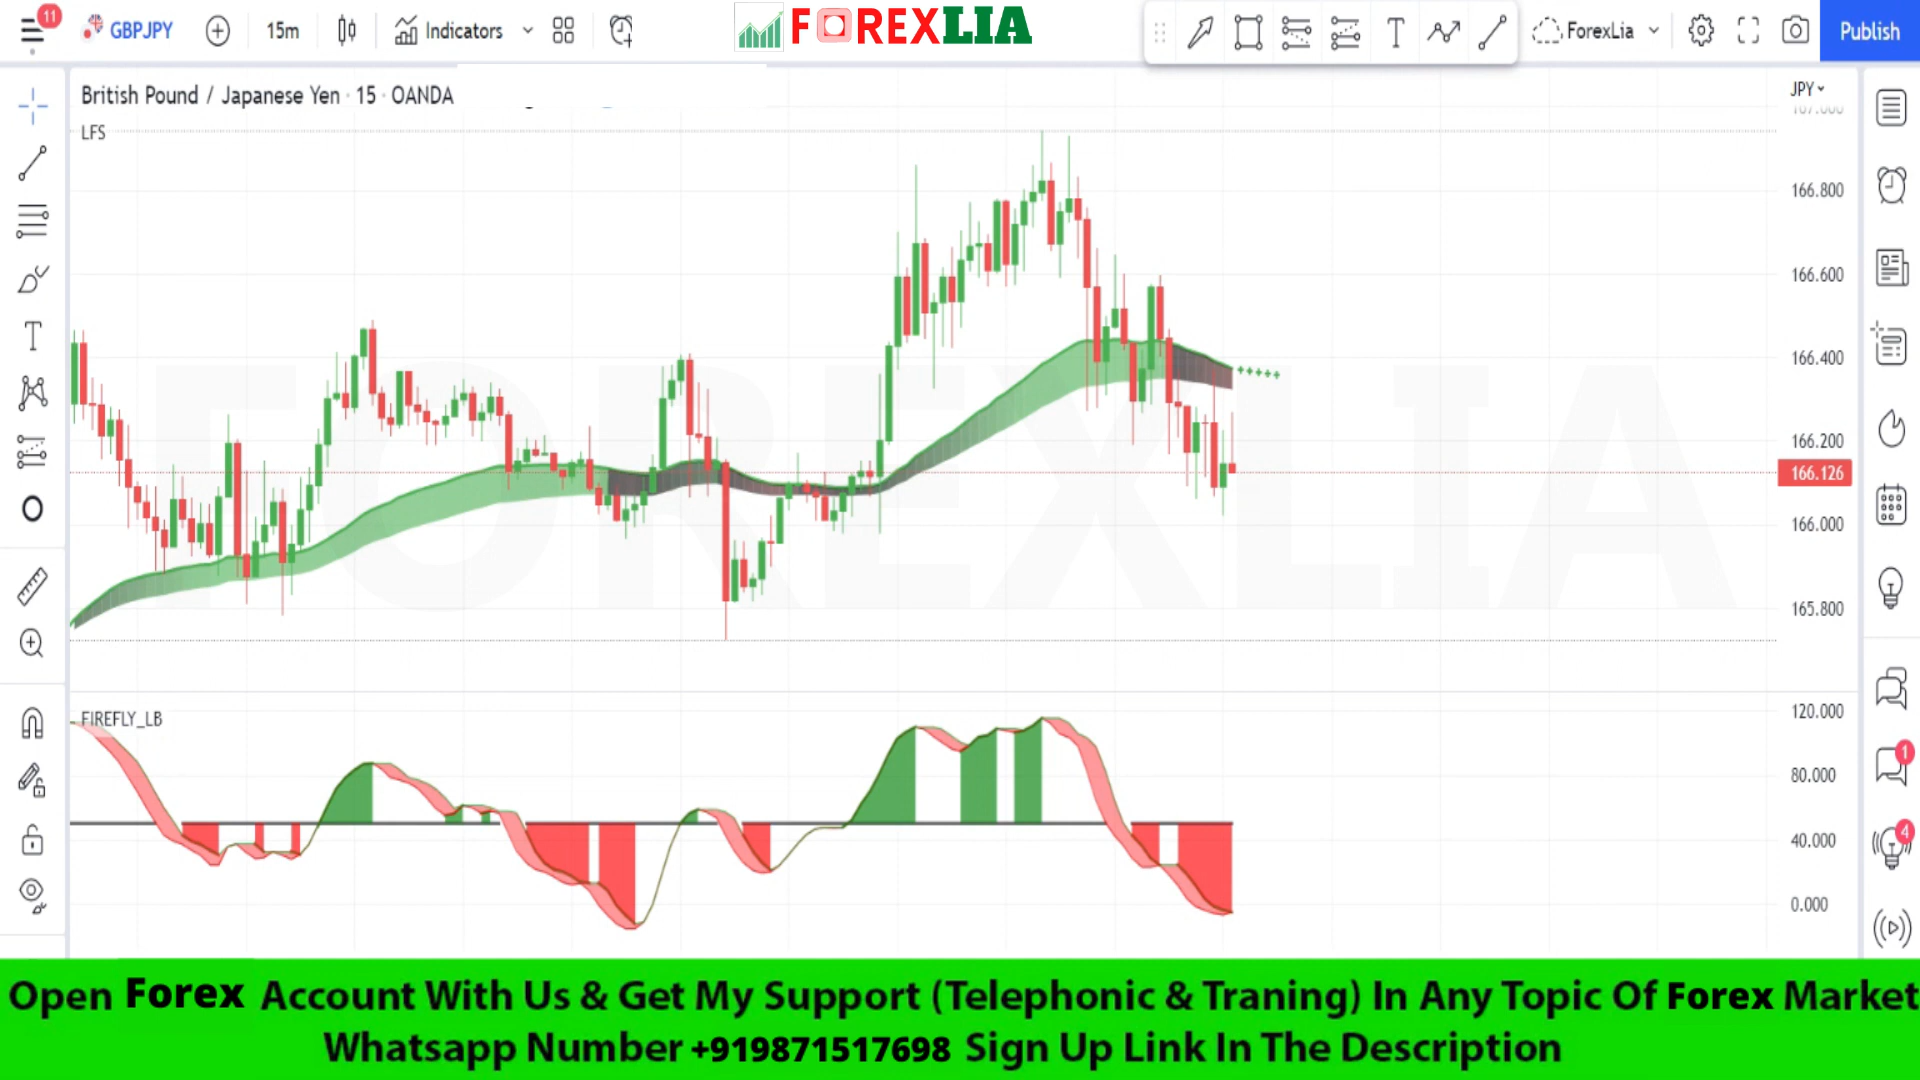 11
GBPJPY
15m
Indicators
FOREXLIA
T
ForexLia
Publish
British Pound / Japanese Yen · 15 · OANDA
JPY
167.000
LFS
166.800
166.600
166.400
166.200
166.126
166.000
165.800
FOREXLIA
FIREFLY_LB
120.000
80.000
40.000
0.000
1
4
Open Forex Account With Us & Get My Support (Telephonic & Traning) In Any Topic Of Forex Market
Whatsapp Number +919871517698 Sign Up Link In The Description